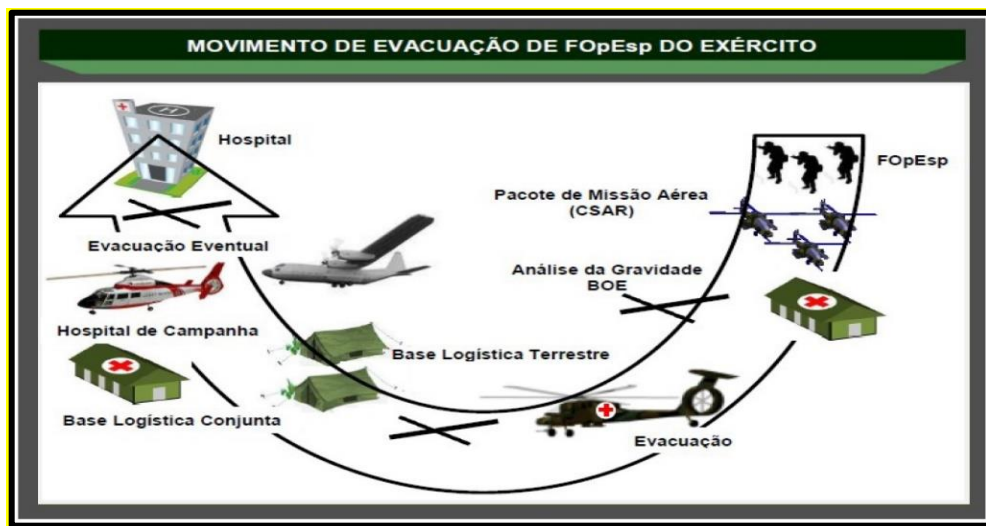 MOVIMENTO DE EVACUAÇÃO DE FOpEsp DO EXÉRCITO
Hospital
FOpEsp
Pacote de Missão Aérea
(CSAR)
Evacuação Eventual
Análise da Gravidade
BOE
Hospital de Campanha
Base Logística Terrestre
Base Logística Conjunta
Evacuação
H